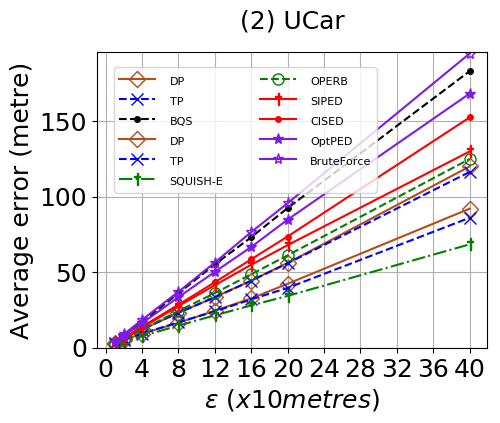 (2) UCar
Average error (metre)
150
100
50
0
DP
TP
BQS
DP
TP
SQUISH-E
OPERB
SIPED
CISED
OptPED
BruteForce
0 4 8 12 16 20 24 28 32 36 40
ε (x10metres)